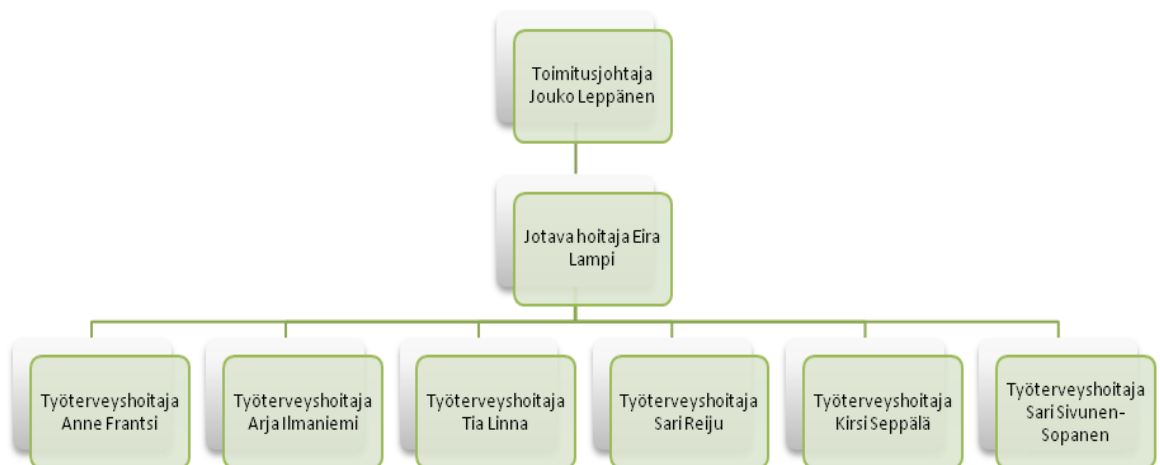 Toimitusjohtaja
Jouko Leppänen
Jotava hoitaja Eira
Lampi
Työterveyshoitaja
Anne Frantsi
Työterveyshoitaja
Arja Ilmaniemi
Työterveyshoitaja
Tia Linna
Työterveyshoitaja
Sari Reiju
Työterveyshoitaja
Kirsi Seppälä
Työterveyshoitaja
Sari Sivunen-
Sopanen